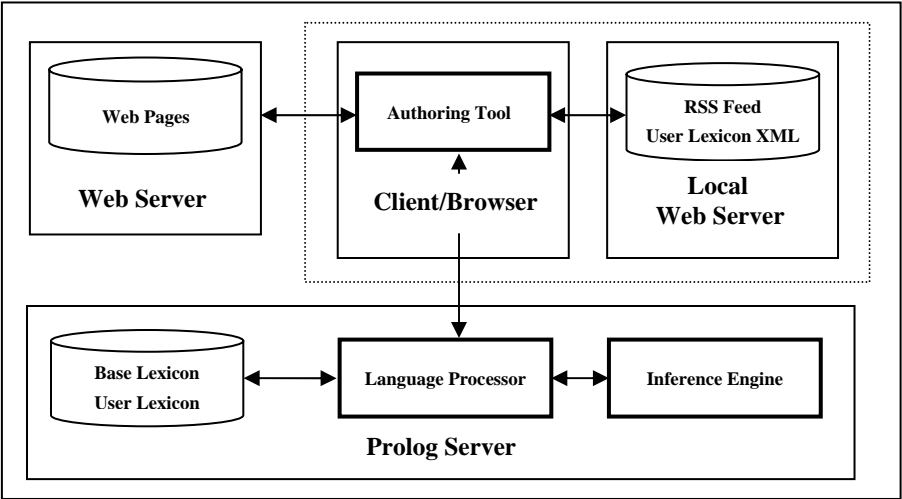 Web Pages
Web Server
Authoring Tool
Client/Browser
RSS Feed
User Lexicon XML
Local
Web Server
Base Lexicon
User Lexicon
Language Processor
Inference Engine
Prolog Server